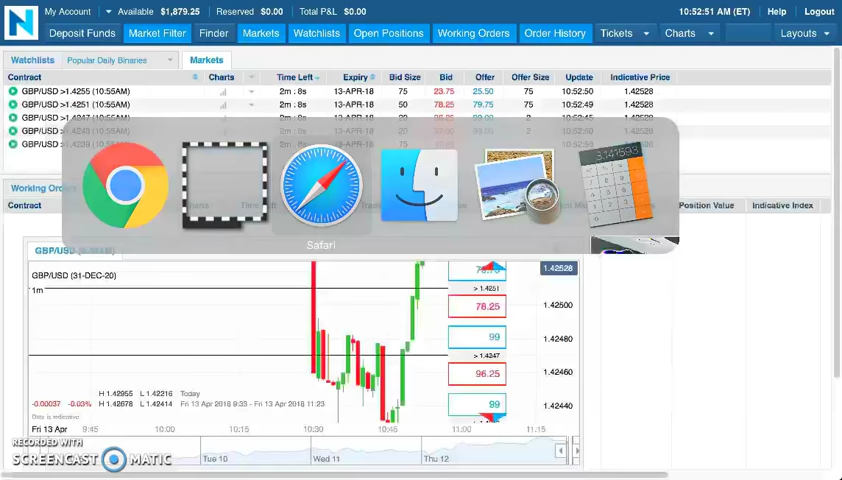 My Account Available $1,879.25 Reserved $0.00 Total P&L $0.00 10:52:51 AM (ET) Help Logout
N Deposit Funds Market Filter Finder Markets Watchlists Open Positions Working Orders Order History Tickets Charts Layouts
Watchlists Popular Daily Binaries Markets
Contract Charts Time Left Expiry Bid Size Bid Offer Offer Size Update Indicative Price
GBP/USD >1.4255 (10:55AM) 2m : 8s 13-APR-18 75 23.75 25.50 75 10:52:50 1.42528
GBP/USD >1.4251 (10:55AM) 2m : 8s 13-APR-18 50 78.25 79.75 75 10:52:49 1.42528
GBP/USD >1.4247 (10:55AM)
3.141593
Working Orders
Contract Position Value Indicative Index
Safari
GBP/USD
GBP/USD (31-DEC-20)
1m
1.42528
> 1.4251
1.42500
78.25
99
1.42480
> 1.4247
96.25
1.42460
H 1.42955 L 1.42216 Today
-0.00037 -0.03% H 1.42678 L 1.42414 Fri 13 Apr 2018 9:33 - Fri 13 Apr 2018 11:23
99
1.42440
Data is indicative
Fri 13 Apr 9:45 10:00 10:15 10:30 10:45 11:00 11:15
RECORDED WITH
SCREENCAST MATIC
Tue 10 Wed 11 Thu 12